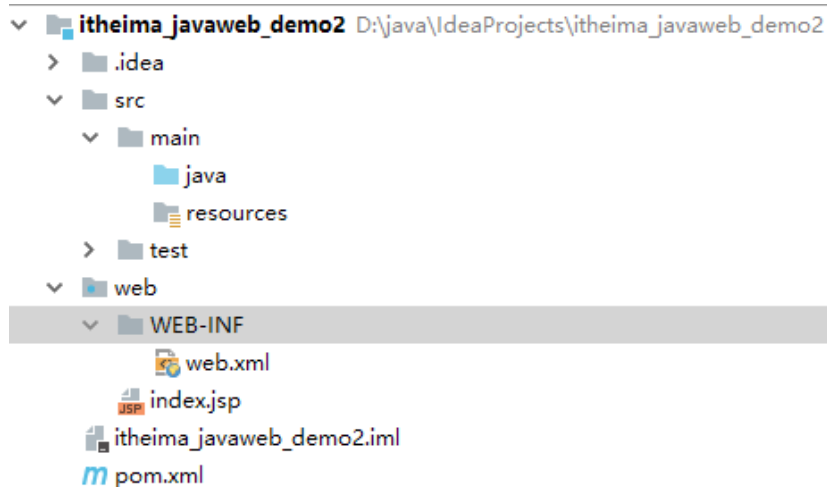 itheima_javaweb_demo2 D:\java\IdeaProjects\itheima_javaweb_demo2
.idea
src
main
java
resources
test
web
WEB-INF
web.xml
JSP index.jsp
itheima_javaweb_demo2.iml
m pom.xml